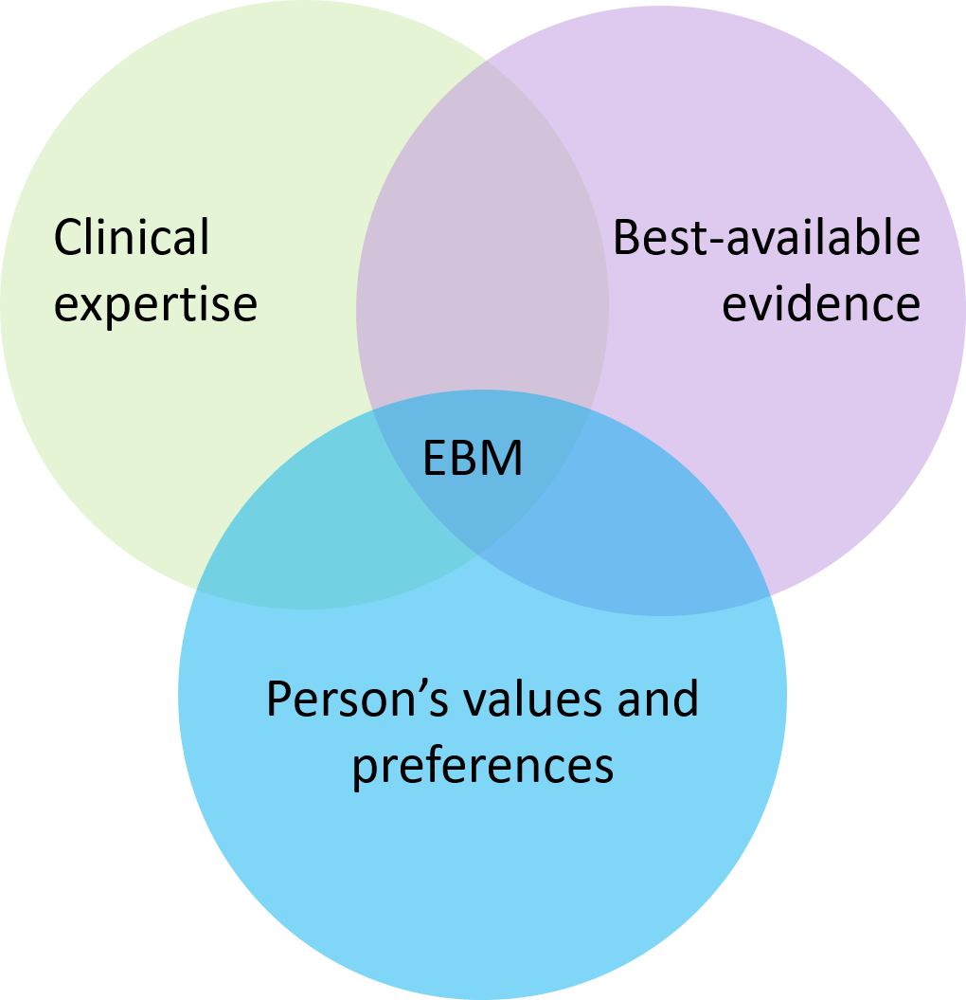 Clinical
expertise
Best-available
evidence
EBM
Person’s values and
preferences